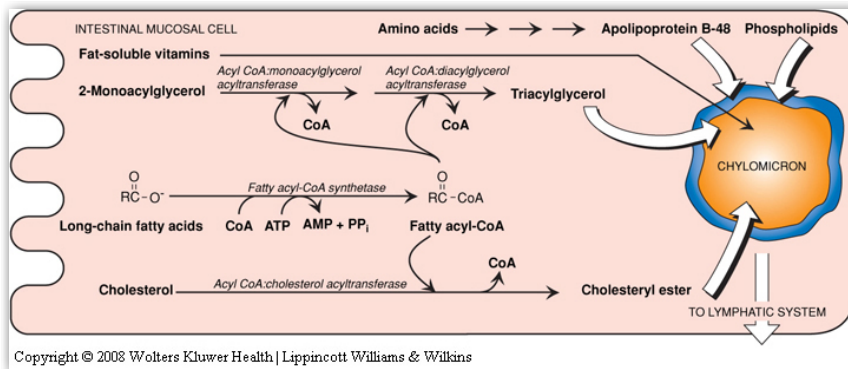 INTESTINAL MUCOSAL CELL
Amino acids
Apolipoprotein B-48
Phospholipids
Fat-soluble vitamins
Acyl CoA:monoacylglycerol
acyltransferase
Acyl CoA:diacylglycerol
acyltransferase
2-Monoacylglycerol
Triacylglycerol
CoA
CoA
CHYLOMICRON
O
RC-O-
Fatty acyl-CoA synthetase
O
RC-CoA
Long-chain fatty acids
CoA
ATP
AMP + PPi
Fatty acyl-CoA
CoA
Cholesterol
Acyl CoA:cholesterol acyltransferase
Cholesteryl ester
TO LYMPHATIC SYSTEM
Copyright © 2008 Wolters Kluwer Health | Lippincott Williams & Wilkins